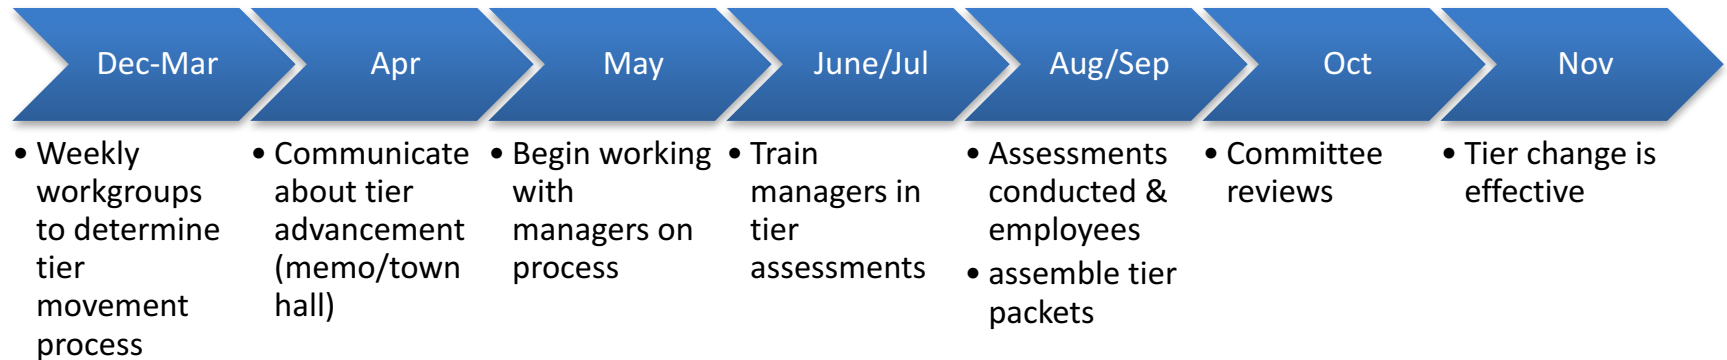 Dec-Mar
Apr
May
June/Jul
Aug/Sep
Oct
Nov
• Weekly
workgroups
to determine
tier
movement
process
• Communicate
about tier
advancement
(memo/town
hall)
• Begin working
with
managers on
process
• Train
managers in
tier
assessments
• Assessments
conducted &
employees
• assemble tier
packets
• Committee
reviews
• Tier change is
effective